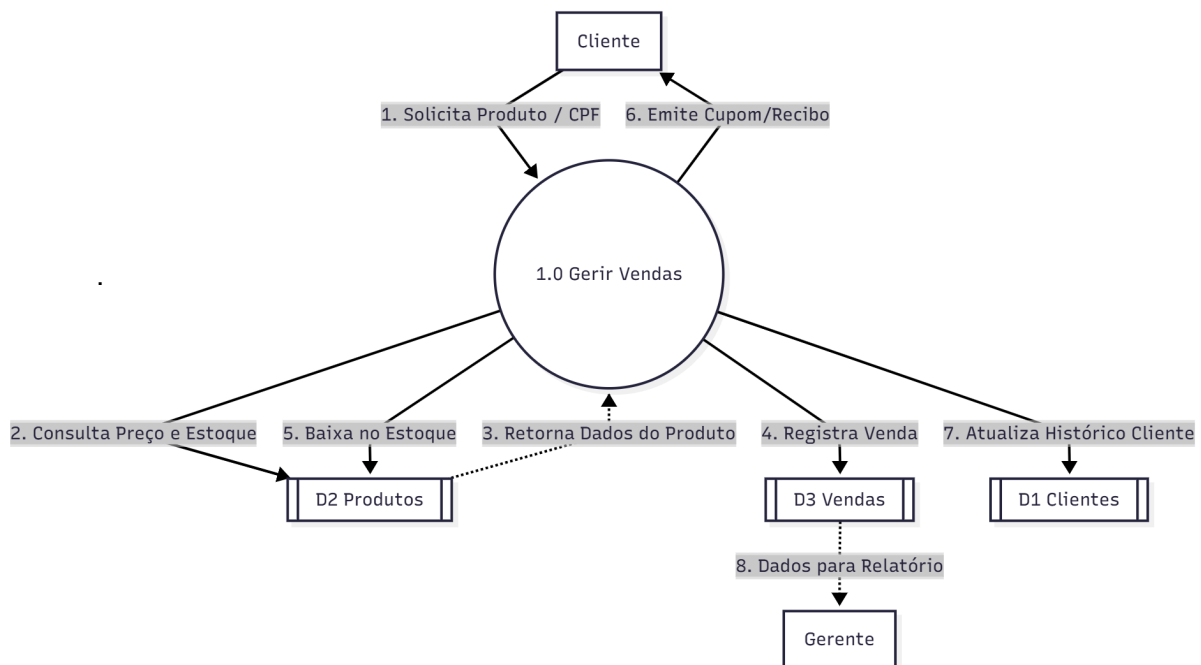 Cliente
1. Solicita Produto / CPF
6. Emite Cupom/Recibo
1.0 Gerir Vendas
.
2. Consulta Preço e Estoque
5. Baixa no Estoque
3. Retorna Dados do Produto
4. Registra Venda
7. Atualiza Histórico Cliente
D2 Produtos
D3 Vendas
D1 Clientes
8. Dados para Relatório
Gerente